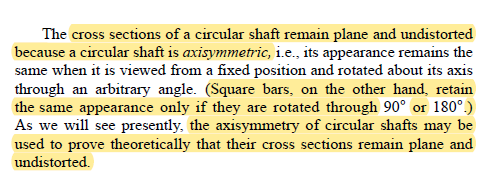 The cross sections of a circular shaft remain plane and undistorted
because a circular shaft is axisymmetric, i.e., its appearance remains the
same when it is viewed from a fixed position and rotated about its axis
through an arbitrary angle. (Square bars, on the other hand, retain
the same appearance only if they are rotated through 90° or 180°.)
As we will see presently, the axisymmetry of circular shafts may be
used to prove theoretically that their cross sections remain plane and
undistorted.